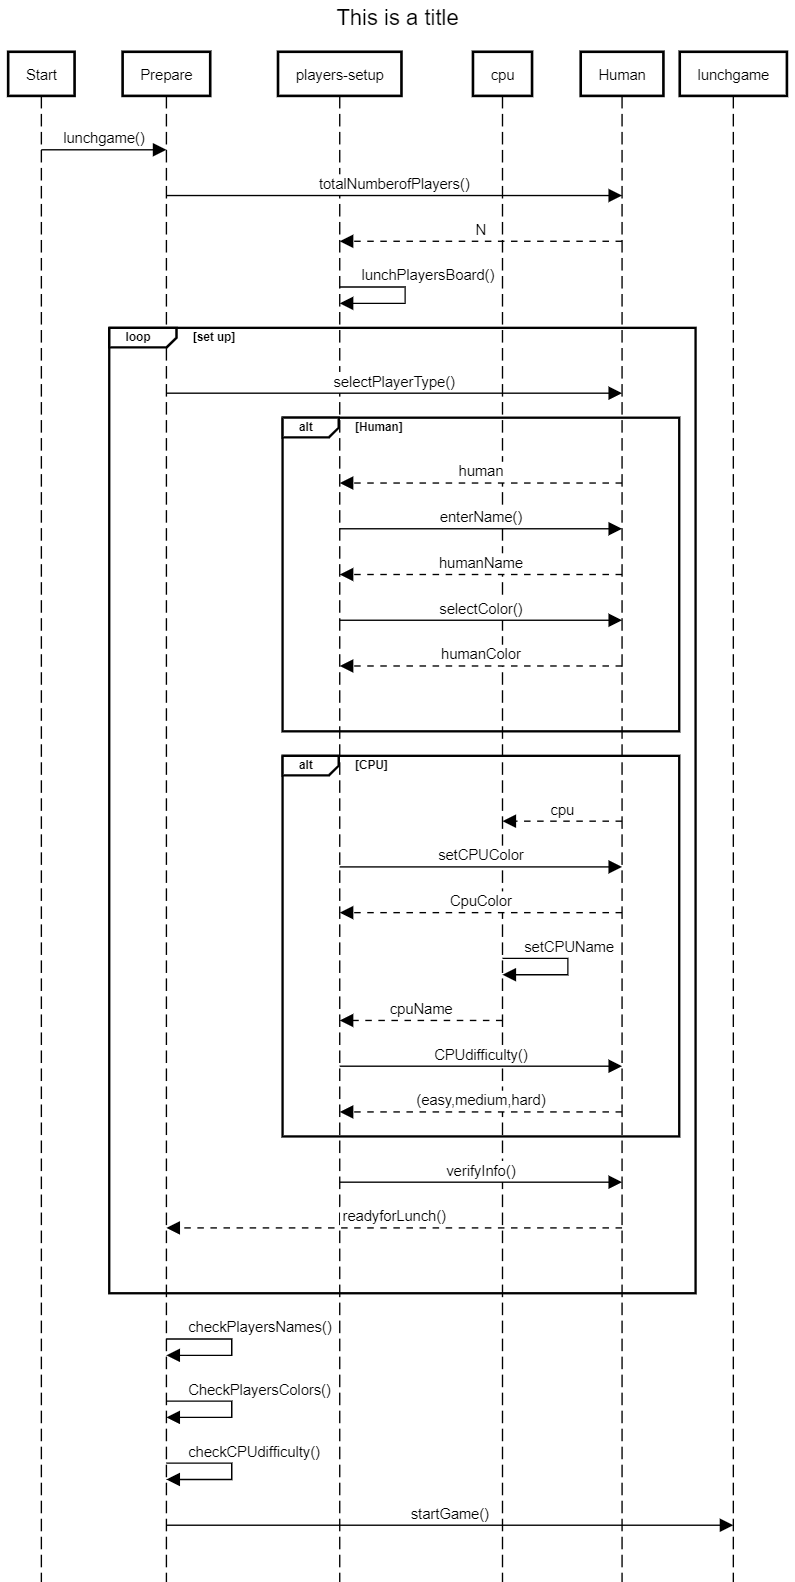 This is a title
Start
Prepare
players-setup
cpu
Human
lunchgame
lunchgame()
totalNumberofPlayers()
N
lunchPlayersBoard()
loop
[set up]
selectPlayerType()
alt
[Human]
human
enterName()
humanName
selectColor()
humanColor
alt
[CPU]
cpu
setCPUColor
CpuColor
setCPUName
cpuName
CPUdifficulty()
(easy,medium,hard)
verifyInfo()
readyforLunch()
checkPlayersNames()
CheckPlayersColors()
checkCPUdifficulty()
startGame()